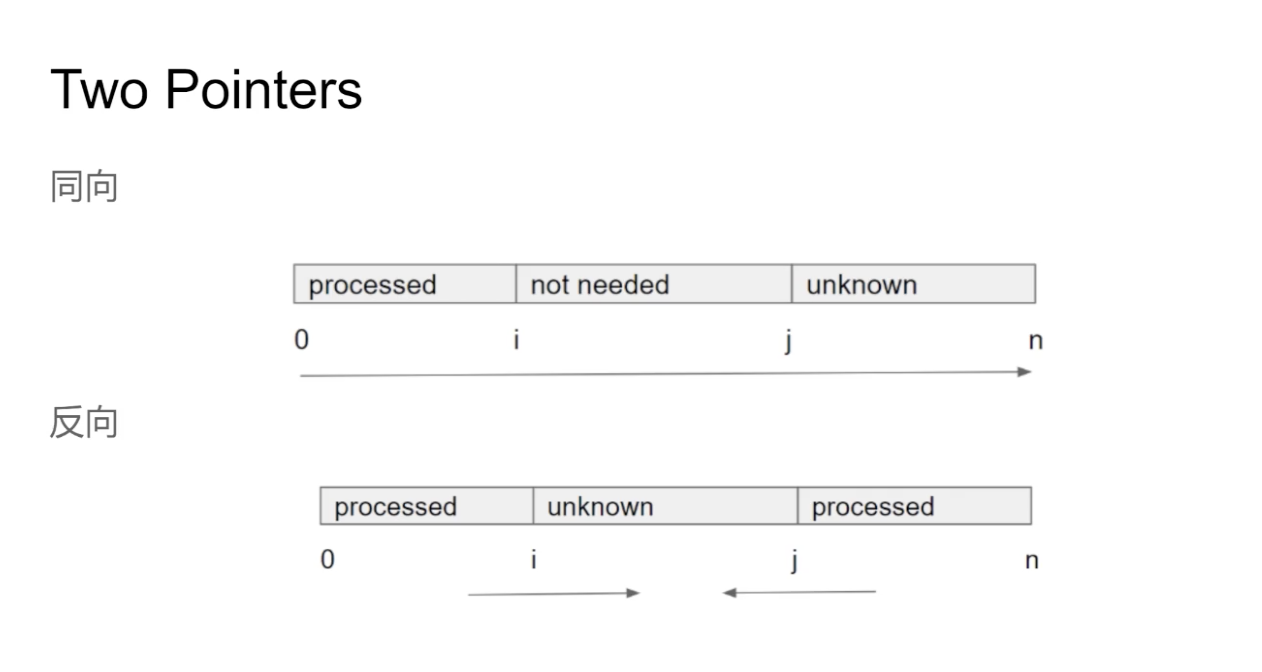 Two Pointers
同向
processed not needed unknown
0 i j n
反向
processed unknown processed
0 i j n